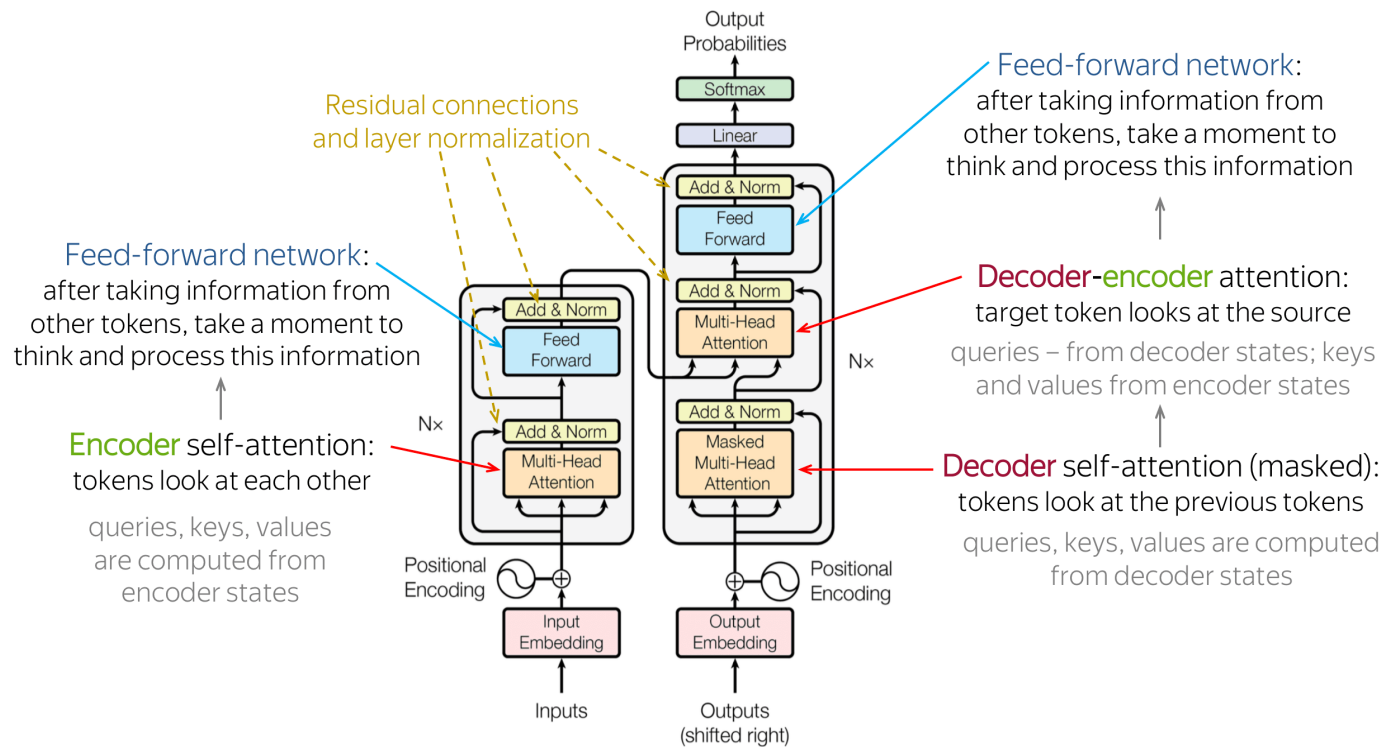 Output
Probabilities
Softmax
Linear
Add & Norm
Feed
Forward
Add & Norm
Multi-Head
Attention
Add & Norm
Masked
Multi-Head
Attention
Nx
Positional
Encoding
Output
Embedding
Outputs
(shifted right)
Residual connections
and layer normalization
Add & Norm
Feed
Forward
Add & Norm
Multi-Head
Attention
Nx
Positional
Encoding
Input
Embedding
Inputs
Feed-forward network:
after taking information from
other tokens, take a moment to
think and process this information
Encoder self-attention:
tokens look at each other
queries, keys, values
are computed from
encoder states
Feed-forward network:
after taking information from
other tokens, take a moment to
think and process this information
Decoder-encoder attention:
target token looks at the source
queries – from decoder states; keys
and values from encoder states
Decoder self-attention (masked):
tokens look at the previous tokens
queries, keys, values are computed
from decoder states